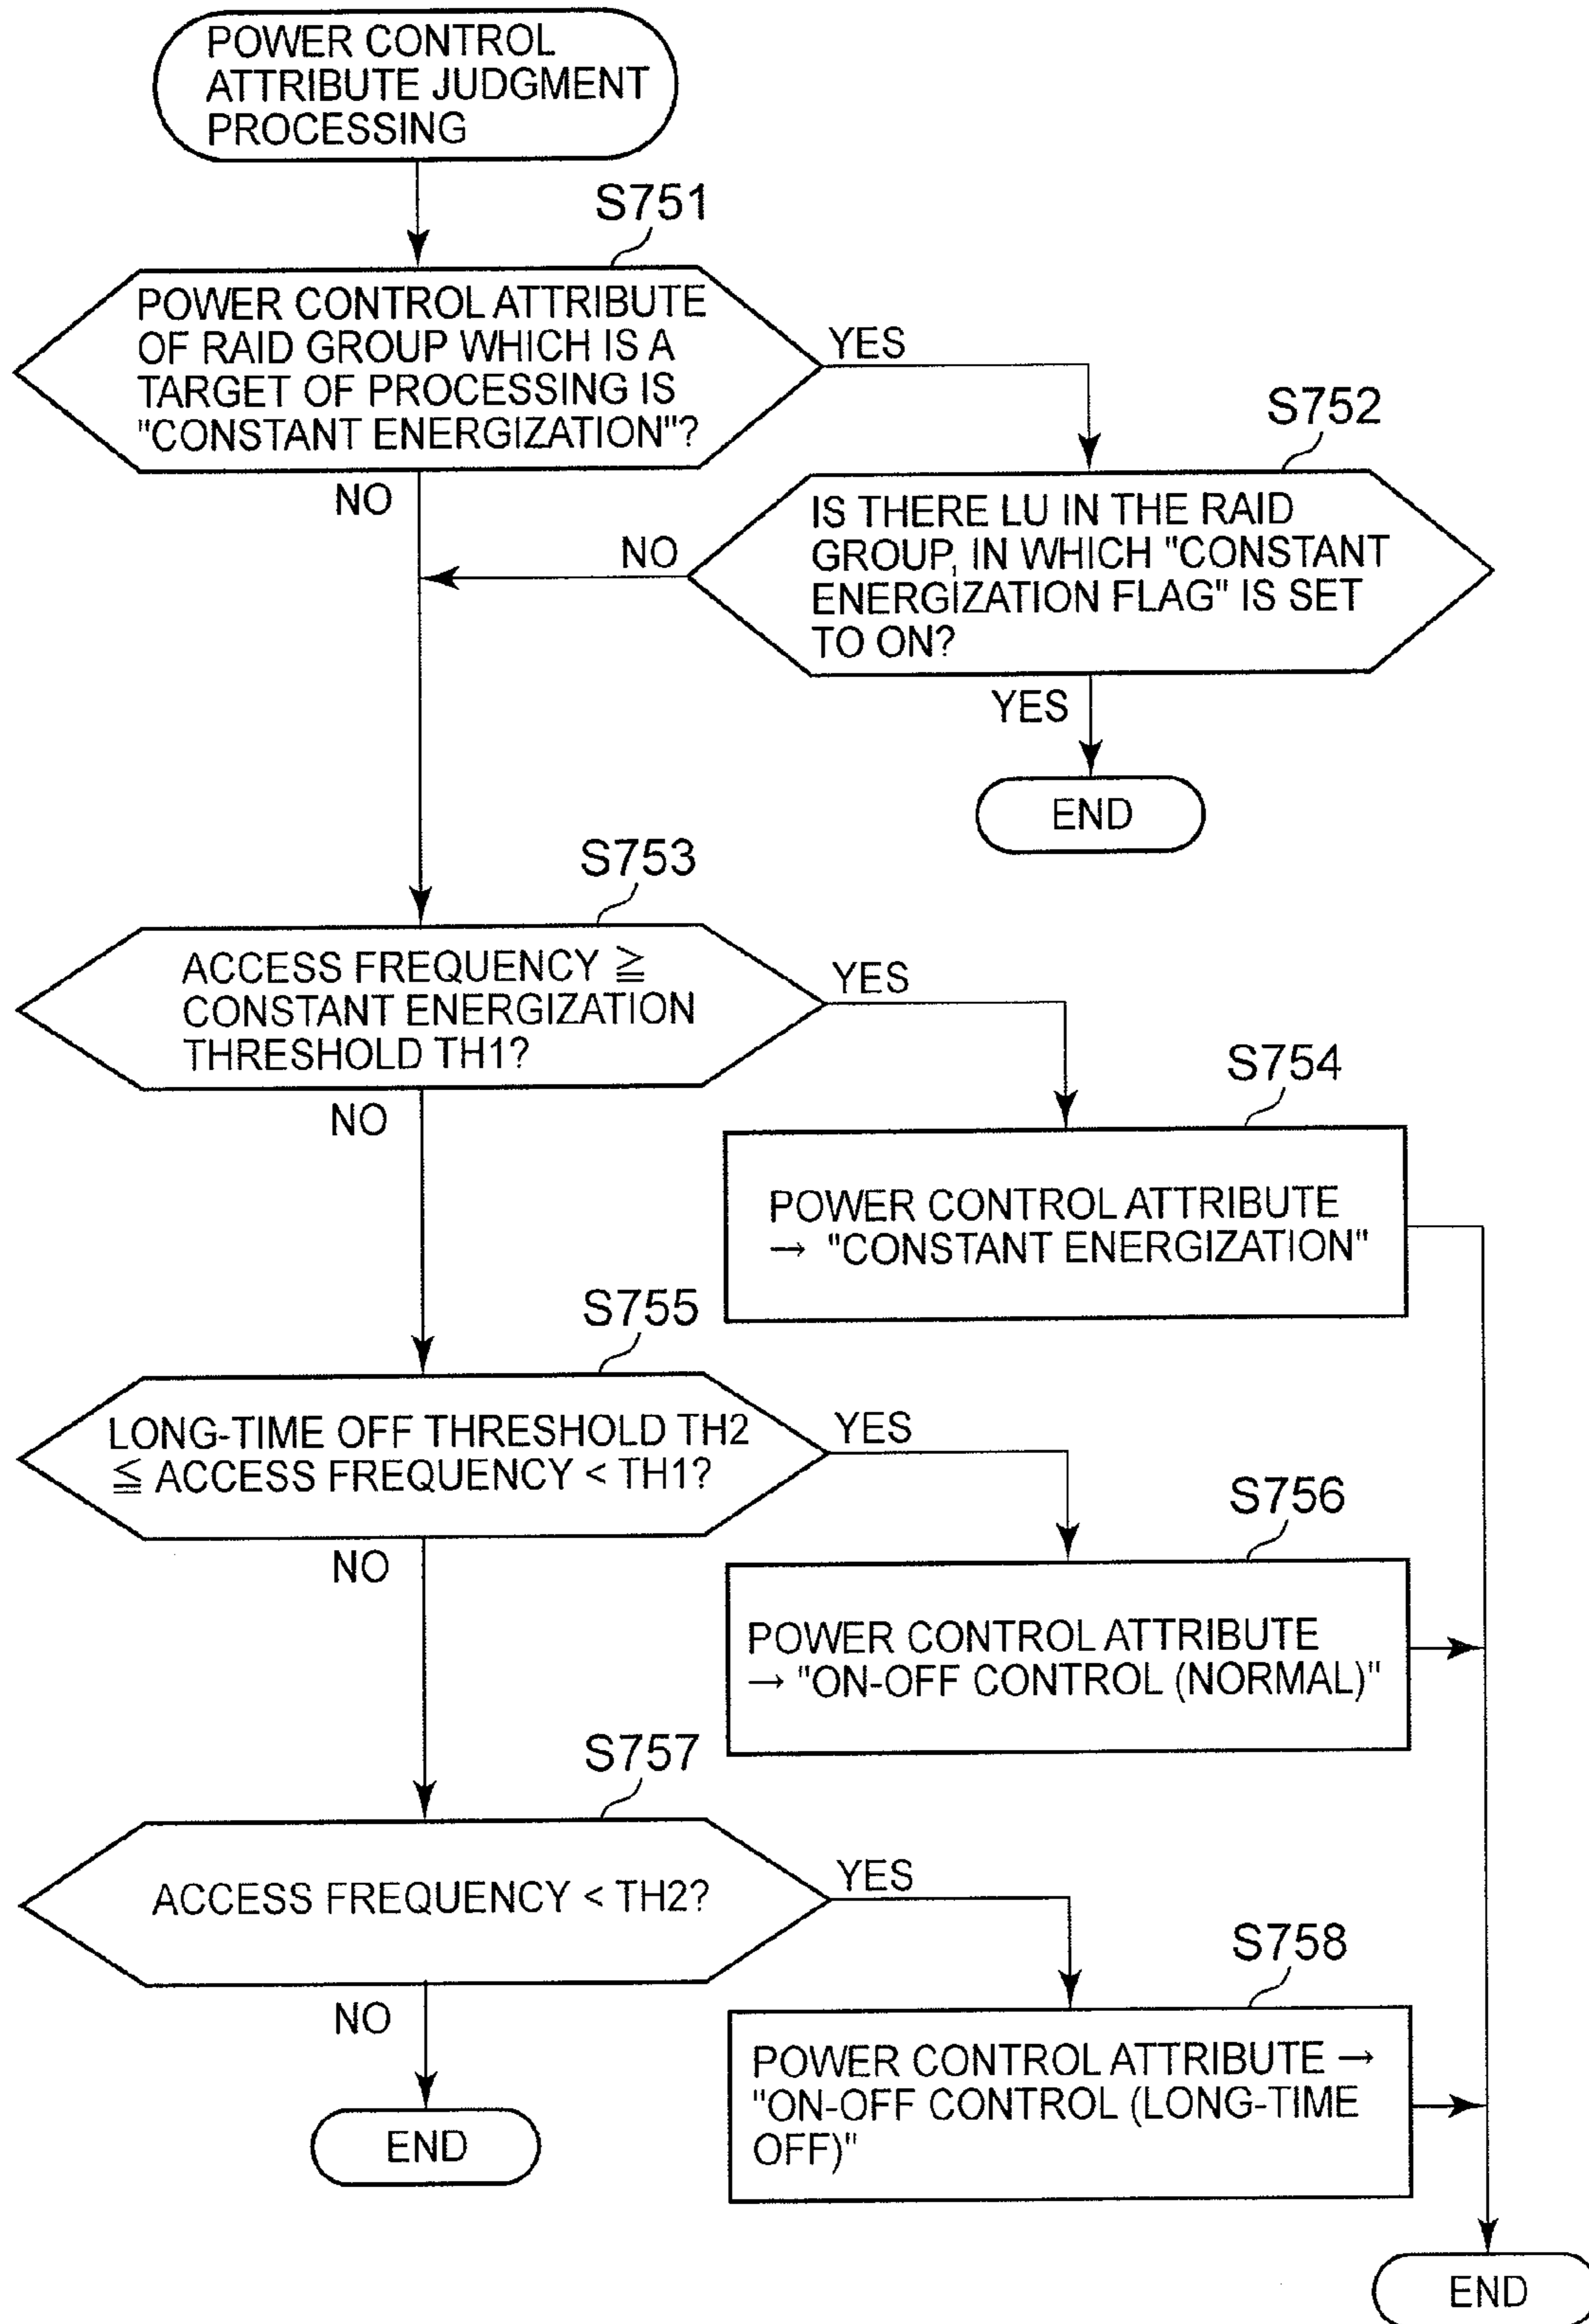 POWER CONTROL
ATTRIBUTE JUDGMENT
PROCESSING
S751
POWER CONTROL ATTRIBUTE
OF RAID GROUP WHICH IS A
TARGET OF PROCESSING IS
"CONSTANT ENERGIZATION"?
YES
NO
S752
IS THERE LU IN THE RAID
GROUP, IN WHICH "CONSTANT
ENERGIZATION FLAG" IS SET
TO ON?
NO
YES
END
S753
ACCESS FREQUENCY ≧
CONSTANT ENERGIZATION
THRESHOLD TH1?
YES
NO
S754
POWER CONTROL ATTRIBUTE
→ "CONSTANT ENERGIZATION"
S755
LONG-TIME OFF THRESHOLD TH2
≦ ACCESS FREQUENCY < TH1?
YES
NO
S756
POWER CONTROL ATTRIBUTE
→ "ON-OFF CONTROL (NORMAL)"
S757
ACCESS FREQUENCY < TH2?
YES
NO
S758
POWER CONTROL ATTRIBUTE →
"ON-OFF CONTROL (LONG-TIME
OFF)"
END
END